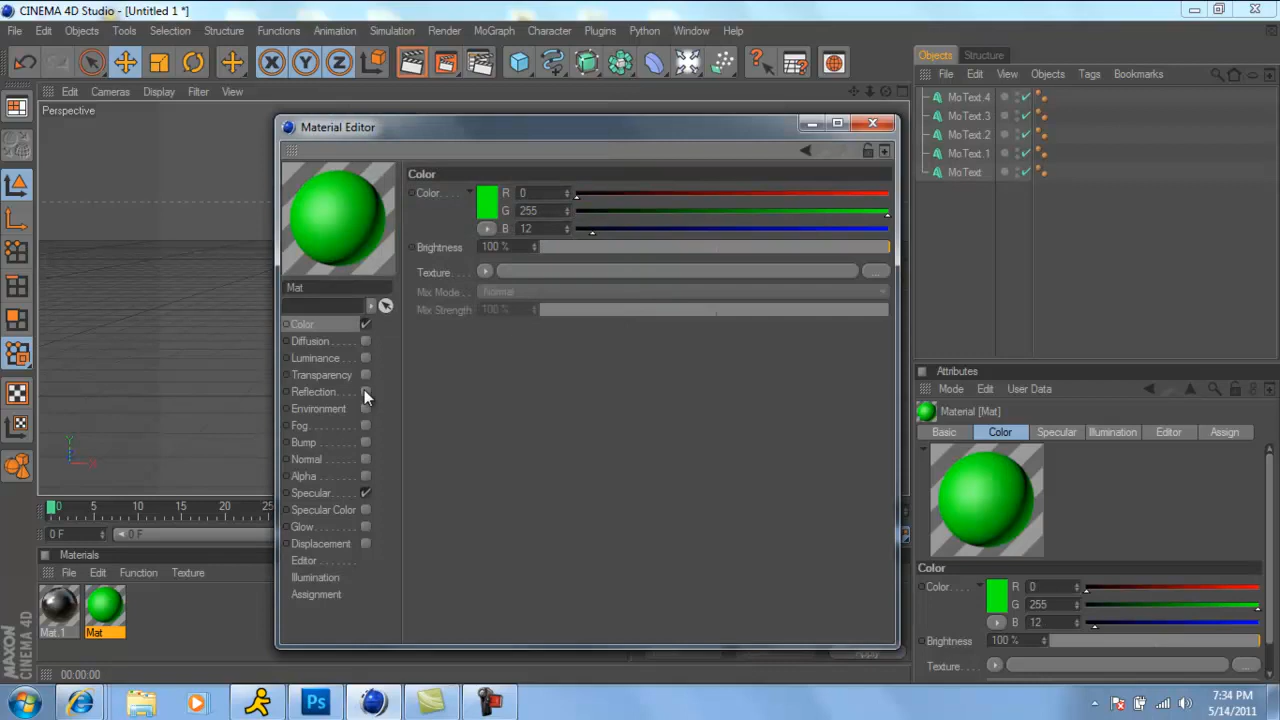 CINEMA 4D Studio - [Untitled 1 *]
File Edit Objects Tools Selection Structure Functions Animation Simulation Render MoGraph Character Plugins Python Window Help
Objects Structure
File Edit View Objects Tags Bookmarks
Edit Cameras Display Filter View
Perspective
MoText.4
MoText.3
MoText.2
MoText.1
MoText
Material Editor
Color
Color R 0
G 255
B 12
Brightness 100 %
Texture ...
Mix Mode Normal
Mix Strength 100 %
Mat
Color
Diffusion
Luminance
Transparency
Reflection
Environment
Fog
Bump
Normal
Alpha
Specular
Specular Color
Glow
Displacement
Editor
Illumination
Assignment
Y
X
0 5 10 15 20 25
0 F 0 F
Materials
File Edit Function Texture
Mat.1 Mat
Attributes
Mode Edit User Data
Material [Mat]
Basic Color Specular Illumination Editor Assign
Color
Color R 0
G 255
B 12
Brightness 100 %
Texture ...
MAXON
CINEMA 4D
00:00:00
Ps
7:34 PM
5/14/2011